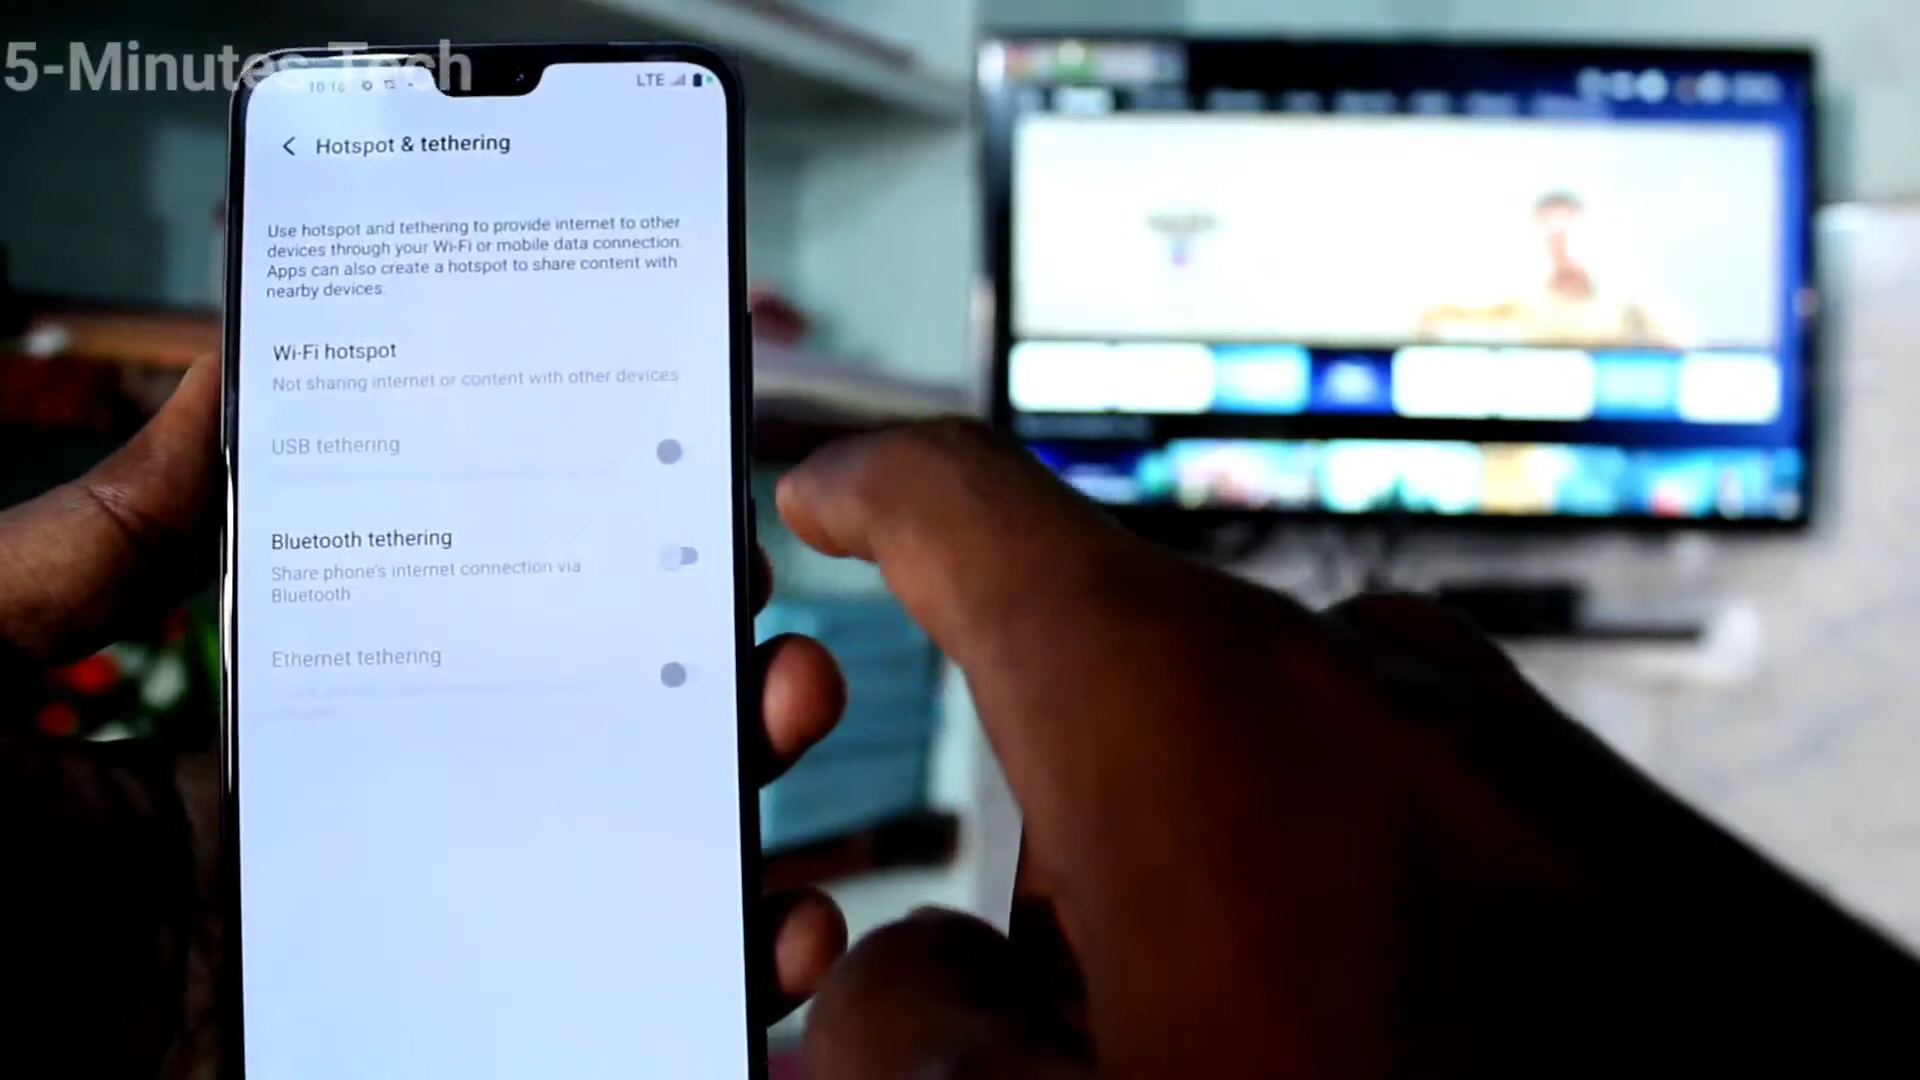 5-Minutes Tech
10:16
LTE
Hotspot & tethering
Use hotspot and tethering to provide internet to other
devices through your Wi-Fi or mobile data connection.
Apps can also create a hotspot to share content with
nearby devices.
Wi-Fi hotspot
Not sharing internet or content with other devices
USB tethering
Bluetooth tethering
Share phone's internet connection via
Bluetooth
Ethernet tethering